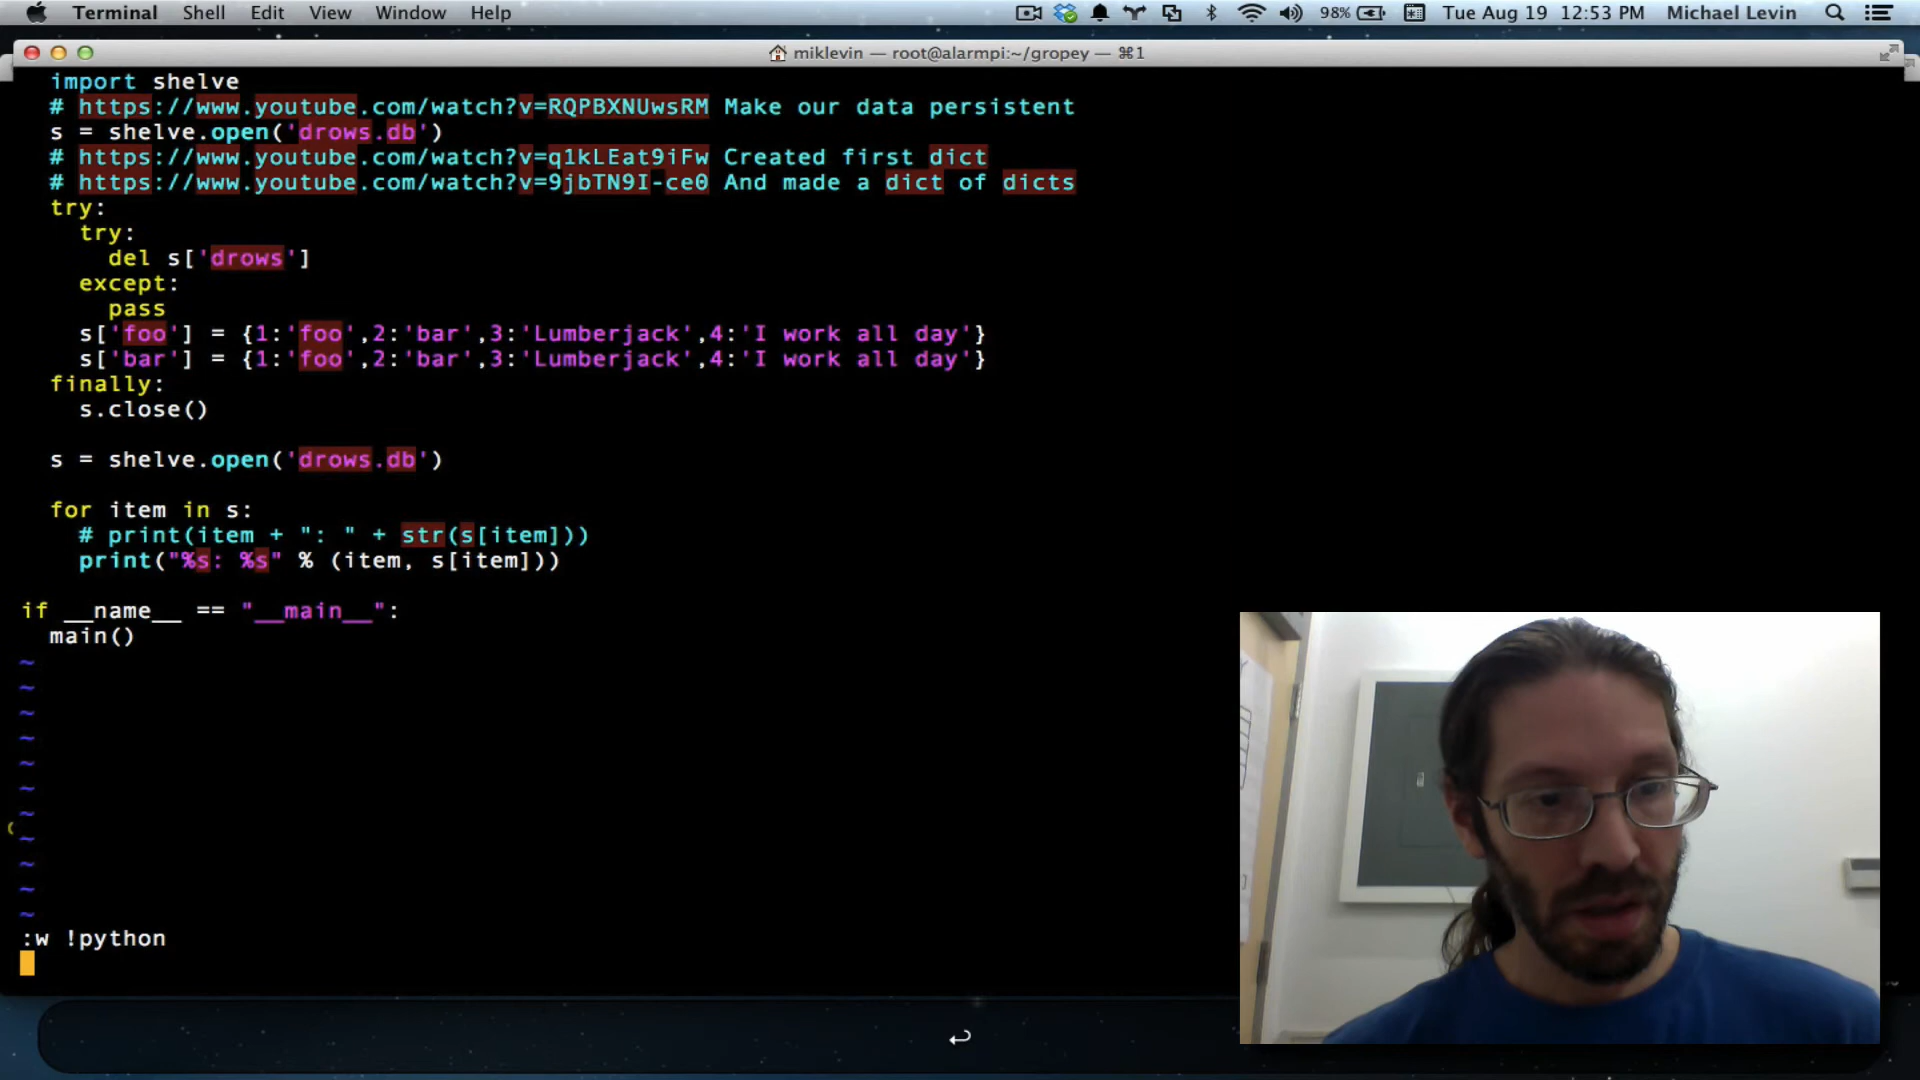 Terminal Shell Edit View Window Help 98% Tue Aug 19 12:53 PM Michael Levin
miklevin — root@alarmpi:~/gropey — ⌘1
import shelve
# https://www.youtube.com/watch?v=RQPBXNUwsRM Make our data persistent
s = shelve.open('drows.db')
# https://www.youtube.com/watch?v=q1kLEat9iFw Created first dict
# https://www.youtube.com/watch?v=9jbTN9I-ce0 And made a dict of dicts
try:
try:
del s['drows']
except:
pass
s['foo'] = {1:'foo',2:'bar',3:'Lumberjack',4:'I work all day'}
s['bar'] = {1:'foo',2:'bar',3:'Lumberjack',4:'I work all day'}
finally:
s.close()
s = shelve.open('drows.db')
for item in s:
# print(item + ": " + str(s[item]))
print("%s: %s" % (item, s[item]))
if __name__ == "__main__":
main()
~
~
~
~
~
~
~
~
~
~
~
:w !python